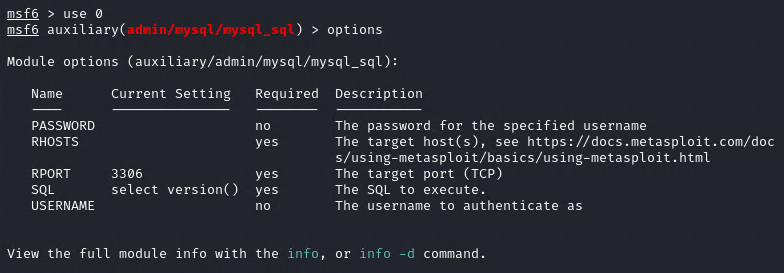 msf6 > use 0
msf6 auxiliary(admin/mysql/mysql_sql) > options
Module options (auxiliary/admin/mysql/mysql_sql):
Name Current Setting Required Description
PASSWORD no The password for the specified username
RHOSTS yes The target host(s), see https://docs.metasploit.com/doc
s/using-metasploit/basics/using-metasploit.html
RPORT 3306 yes The target port (TCP)
SQL select version() yes The SQL to execute.
USERNAME no The username to authenticate as
View the full module info with the info, or info -d command.